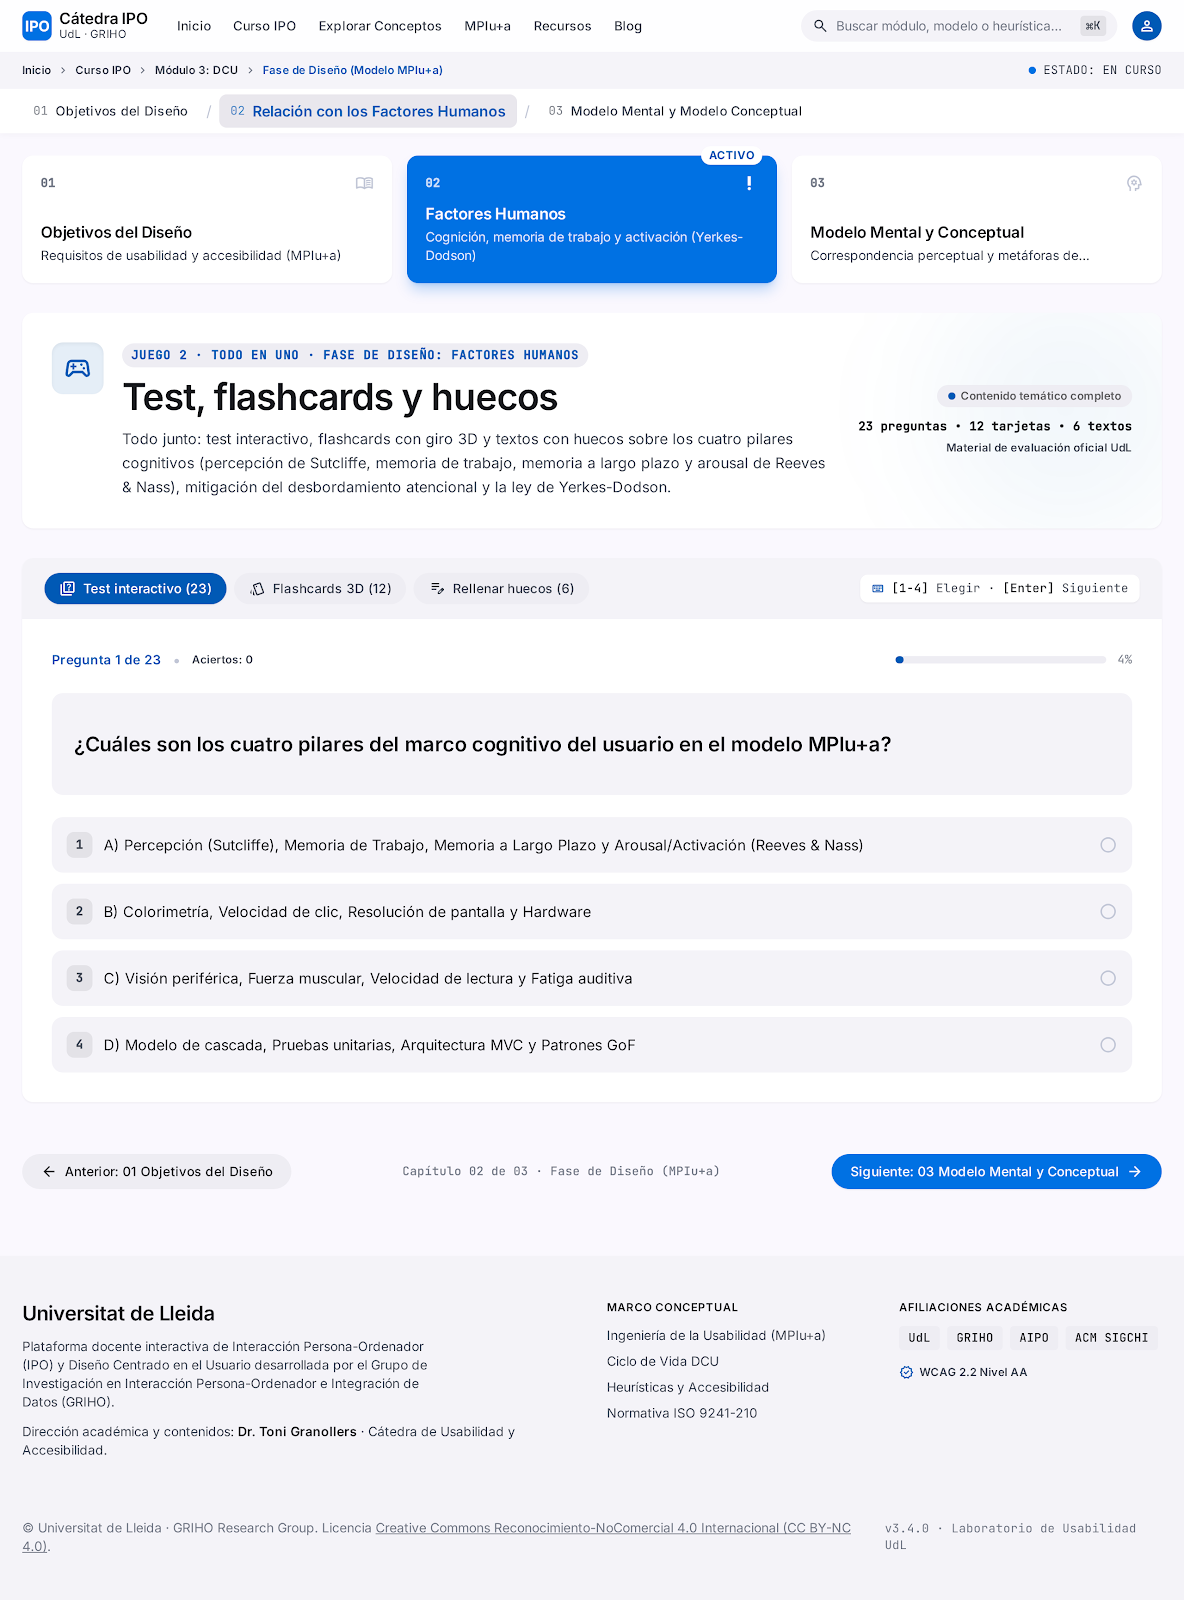 IPO
Cátedra IPO
UdL · GRIHO
Inicio
Curso IPO
Explorar Conceptos
MPIu+a
Recursos
Blog
Buscar módulo, modelo o heurística...
⌘K
Inicio > Curso IPO > Módulo 3: DCU > Fase de Diseño (Modelo MPIu+a)
ESTADO: EN CURSO
01 Objetivos del Diseño / 02 Relación con los Factores Humanos / 03 Modelo Mental y Modelo Conceptual
01
Objetivos del Diseño
Requisitos de usabilidad y accesibilidad (MPIu+a)
ACTIVO
02
!
Factores Humanos
Cognición, memoria de trabajo y activación (Yerkes-
Dodson)
03
Modelo Mental y Conceptual
Correspondencia perceptual y metáforas de...
JUEGO 2 · TODO EN UNO · FASE DE DISEÑO: FACTORES HUMANOS
Test, flashcards y huecos
Todo junto: test interactivo, flashcards con giro 3D y textos con huecos sobre los cuatro pilares
cognitivos (percepción de Sutcliffe, memoria de trabajo, memoria a largo plazo y arousal de Reeves
& Nass), mitigación del desbordamiento atencional y la ley de Yerkes-Dodson.
Contenido temático completo
23 preguntas • 12 tarjetas • 6 textos
Material de evaluación oficial UdL
Test interactivo (23)
Flashcards 3D (12)
Rellenar huecos (6)
[1-4] Elegir · [Enter] Siguiente
Pregunta 1 de 23 • Aciertos: 0
4%
¿Cuáles son los cuatro pilares del marco cognitivo del usuario en el modelo MPIu+a?
1 A) Percepción (Sutcliffe), Memoria de Trabajo, Memoria a Largo Plazo y Arousal/Activación (Reeves & Nass)
2 B) Colorimetría, Velocidad de clic, Resolución de pantalla y Hardware
3 C) Visión periférica, Fuerza muscular, Velocidad de lectura y Fatiga auditiva
4 D) Modelo de cascada, Pruebas unitarias, Arquitectura MVC y Patrones GoF
← Anterior: 01 Objetivos del Diseño
Capítulo 02 de 03 · Fase de Diseño (MPIu+a)
Siguiente: 03 Modelo Mental y Conceptual →
Universitat de Lleida
Plataforma docente interactiva de Interacción Persona-Ordenador
(IPO) y Diseño Centrado en el Usuario desarrollada por el Grupo de
Investigación en Interacción Persona-Ordenador e Integración de
Datos (GRIHO).
Dirección académica y contenidos: Dr. Toni Granollers · Cátedra de Usabilidad y
Accesibilidad.
MARCO CONCEPTUAL
Ingeniería de la Usabilidad (MPIu+a)
Ciclo de Vida DCU
Heurísticas y Accesibilidad
Normativa ISO 9241-210
AFILIACIONES ACADÉMICAS
UdL
GRIHO
AIPO
ACM SIGCHI
WCAG 2.2 Nivel AA
© Universitat de Lleida · GRIHO Research Group. Licencia Creative Commons Reconocimiento-NoComercial 4.0 Internacional (CC BY-NC
4.0).
v3.4.0 · Laboratorio de Usabilidad
UdL